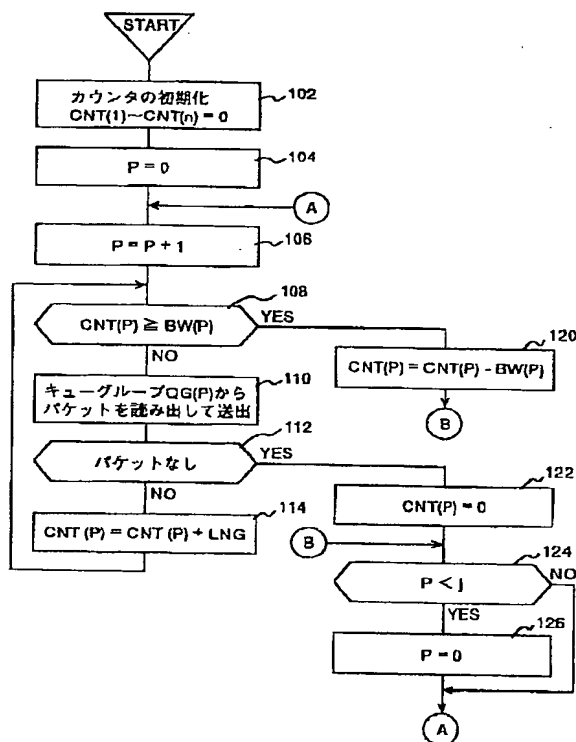 START
カウンタの初期化
CNT(1)~CNT(n) = 0
102
P = 0
104
A
P = P + 1
106
CNT(P) ≧ BW(P)
108
YES
NO
CNT(P) = CNT(P) - BW(P)
120
B
キューグループQG(P)から
パケットを読み出して送出
110
パケットなし
112
YES
NO
CNT(P) = 0
122
CNT (P) = CNT (P) + LNG
114
B
P < j
124
NO
YES
P = 0
126
A